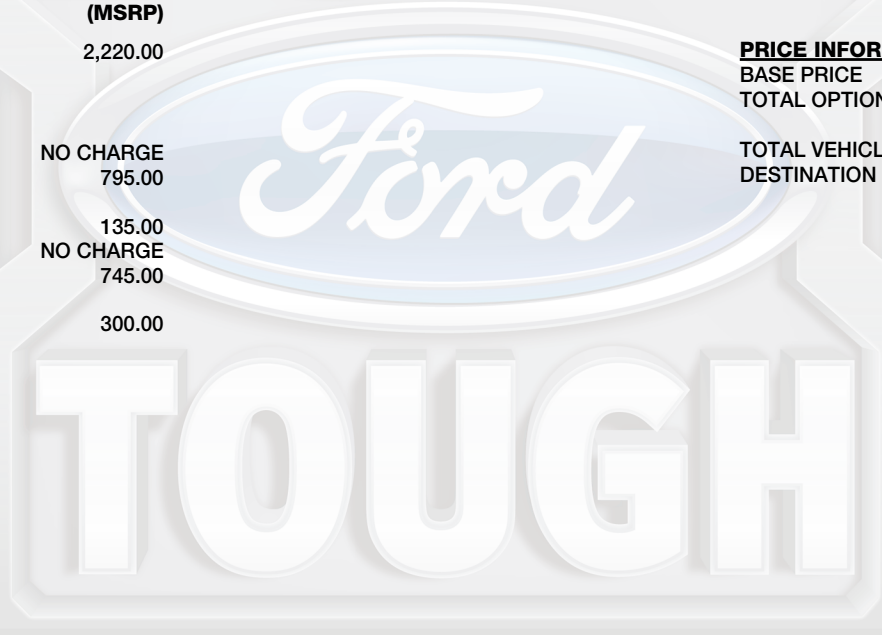 (MSRP)
2,220.00
NO CHARGE
795.00
135.00
NO CHARGE
745.00
300.00
PRICE INFOR
BASE PRICE
TOTAL OPTION
TOTAL VEHICL
DESTINATION
Ford
TOUGH